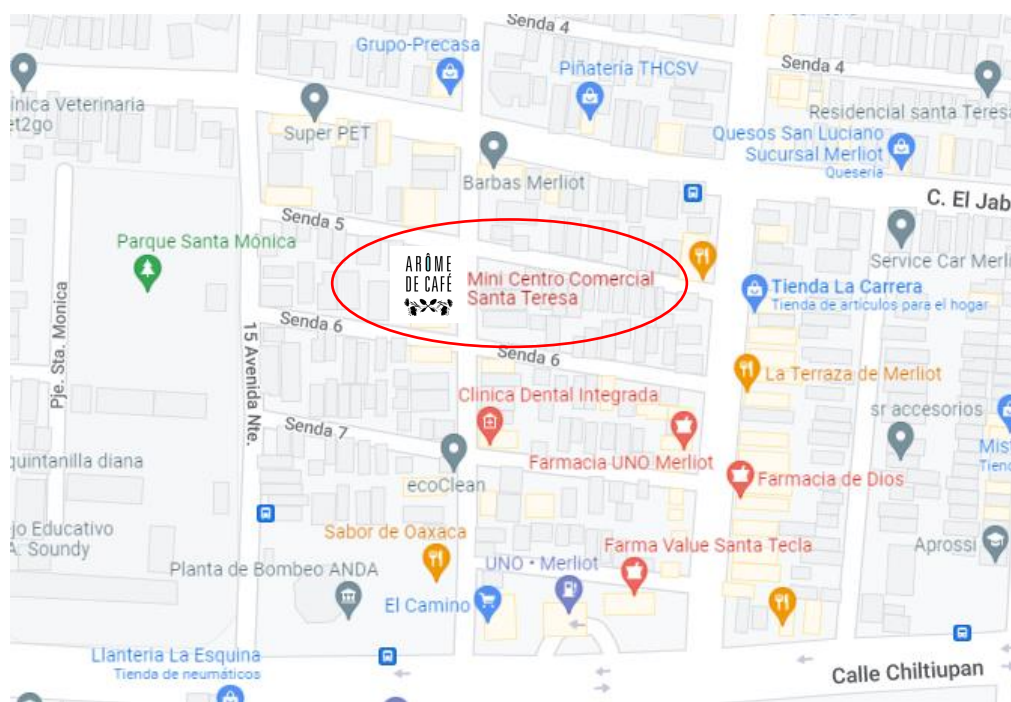 Senda 4
Grupo-Precasa
Piñatería THCSV
Senda 4
ínica Veterinaria
et2go
Super PET
Residencial santa Teresa
Quesos San Luciano
Sucursal Merliot
Quesería
Barbas Merliot
C. El Jab
Senda 5
Parque Santa Mónica
ARÔME
DE CAFÉ
Mini Centro Comercial
Santa Teresa
Service Car Merli
Tienda La Carrera
Tienda de artículos para el hogar
Pje. Sta. Monica
15 Avenida Nte.
Senda 6
Senda 6
La Terraza de Merliot
Clinica Dental Integrada
sr accesorios
Senda 7
Mist
Tiend
quintanilla diana
Farmacia UNO Merliot
ecoClean
Farmacia de Dios
jo Educativo
A. Soundy
Sabor de Oaxaca
Farma Value Santa Tecla
Aprossi
Planta de Bombeo ANDA
UNO • Merliot
El Camino
Llanteria La Esquina
Tienda de neumáticos
Calle Chiltiupan